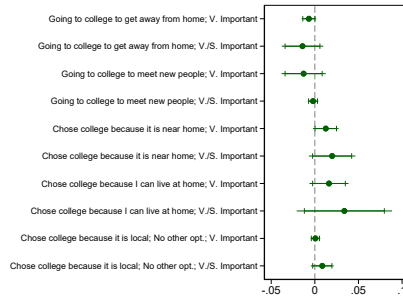 Going to college to get away from home; V. Important
Going to college to get away from home; V./S. Important
Going to college to meet new people; V. Important
Going to college to meet new people; V./S. Important
Chose college because it is near home; V. Important
Chose college because it is near home; V./S. Important
Chose college because I can live at home; V. Important
Chose college because I can live at home; V./S. Important
Chose college because it is local; No other opt.; V. Important
Chose college because it is local; No other opt.; V./S. Important
-.05 0 .05 .1